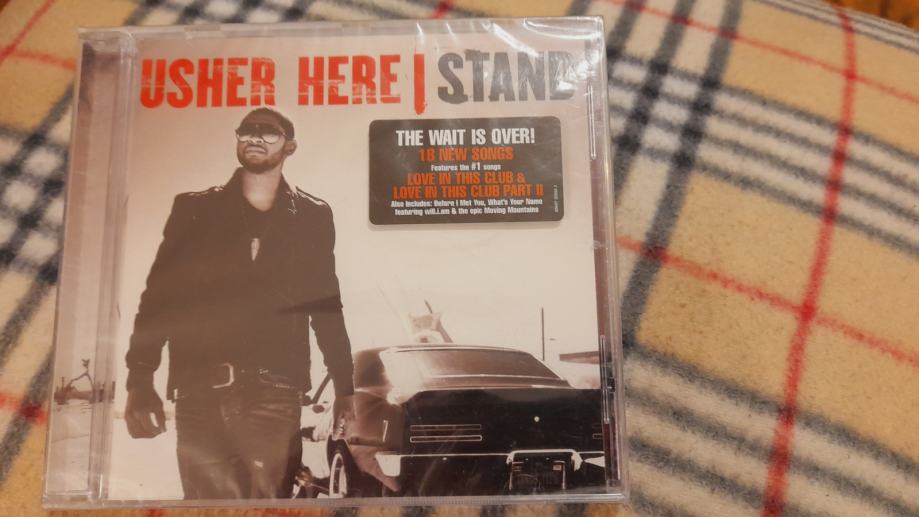 USHER HERE I STAND
THE WAIT IS OVER!
18 NEW SONGS
Features the #1 songs
LOVE IN THIS CLUB &
LOVE IN THIS CLUB PART II
Also Includes: Before I Met You, What's Your Name
featuring will.i.am & the epic Moving Mountains